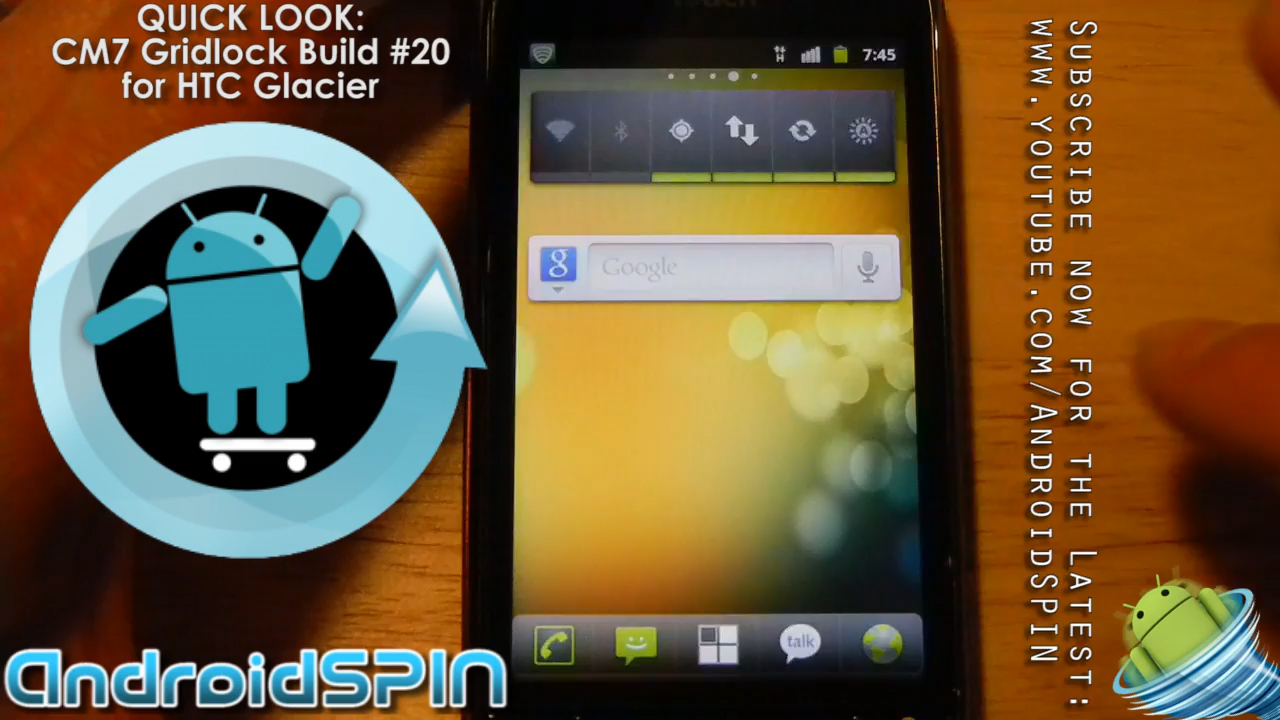 QUICK LOOK:
CM7 Gridlock Build #20
for HTC Glacier
H
7:45
g
Google
talk
AndroidSPIN
Subscribe now for the Latest:
www.youtube.com/AndroidSpin